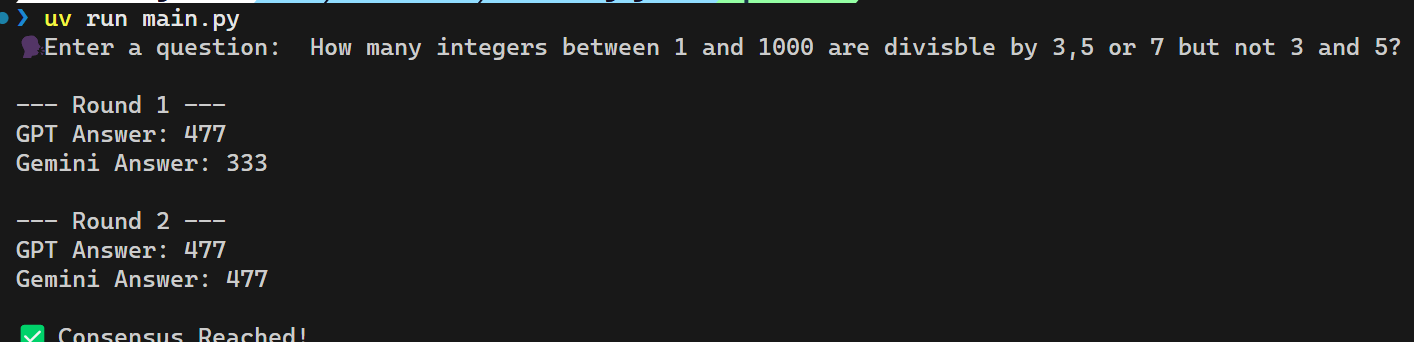 ❯ uv run main.py
🗣Enter a question:  How many integers between 1 and 1000 are divisble by 3,5 or 7 but not 3 and 5?
--- Round 1 ---
GPT Answer: 477
Gemini Answer: 333
--- Round 2 ---
GPT Answer: 477
Gemini Answer: 477
✅ Consensus Reached!